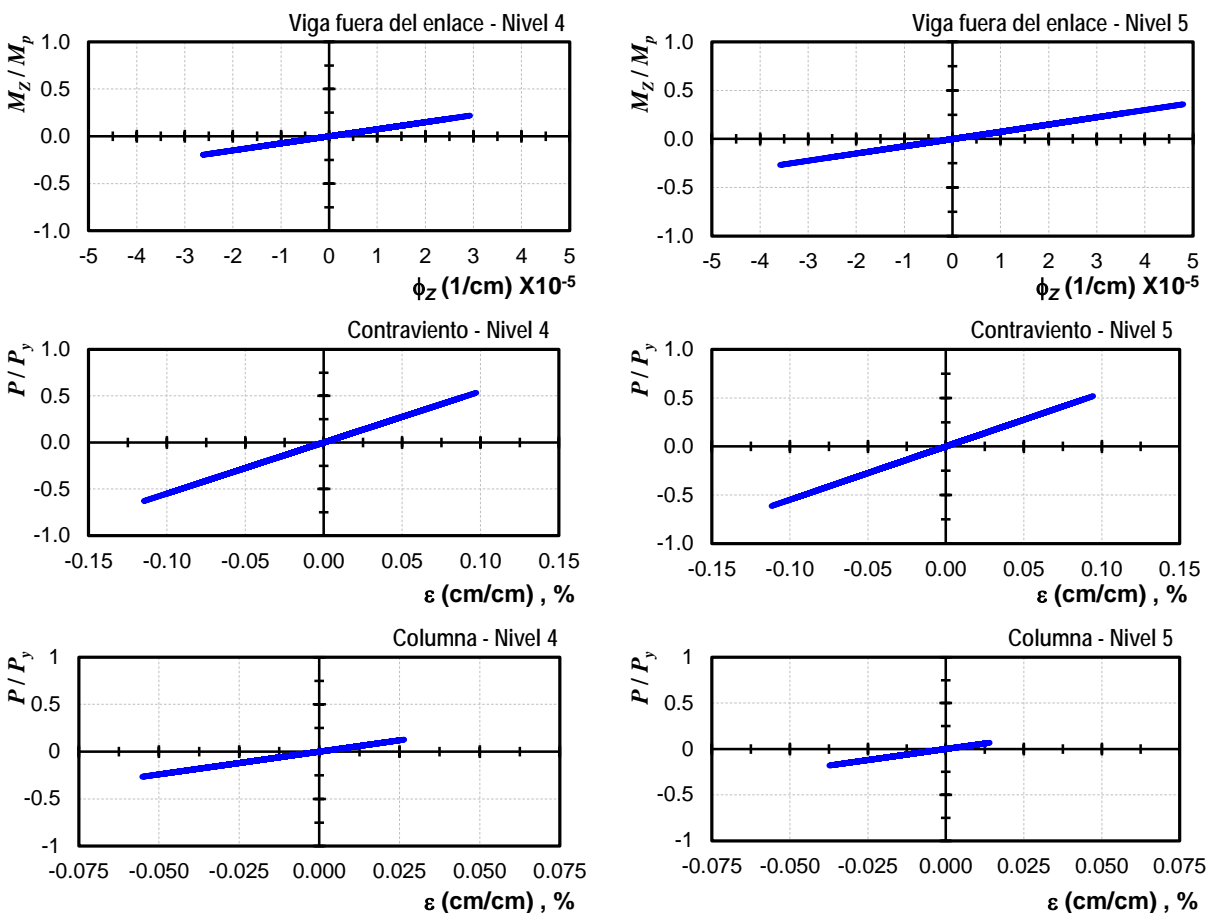 Viga fuera del enlace - Nivel 4
M_Z / M_p
1.0
0.5
0.0
-0.5
-1.0
-5 -4 -3 -2 -1 0 1 2 3 4 5
ϕ_Z (1/cm) X10⁻⁵
Viga fuera del enlace - Nivel 5
M_Z / M_p
1.0
0.5
0.0
-0.5
-1.0
-5 -4 -3 -2 -1 0 1 2 3 4 5
ϕ_Z (1/cm) X10⁻⁵
Contraviento - Nivel 4
P / P_y
1.0
0.5
0.0
-0.5
-1.0
-0.15 -0.10 -0.05 0.00 0.05 0.10 0.15
ε (cm/cm) , %
Contraviento - Nivel 5
P / P_y
1.0
0.5
0.0
-0.5
-1.0
-0.15 -0.10 -0.05 0.00 0.05 0.10 0.15
ε (cm/cm) , %
Columna - Nivel 4
P / P_y
1
0.5
0
-0.5
-1
-0.075 -0.050 -0.025 0.000 0.025 0.050 0.075
ε (cm/cm) , %
Columna - Nivel 5
P / P_y
1
0.5
0
-0.5
-1
-0.075 -0.050 -0.025 0.000 0.025 0.050 0.075
ε (cm/cm) , %